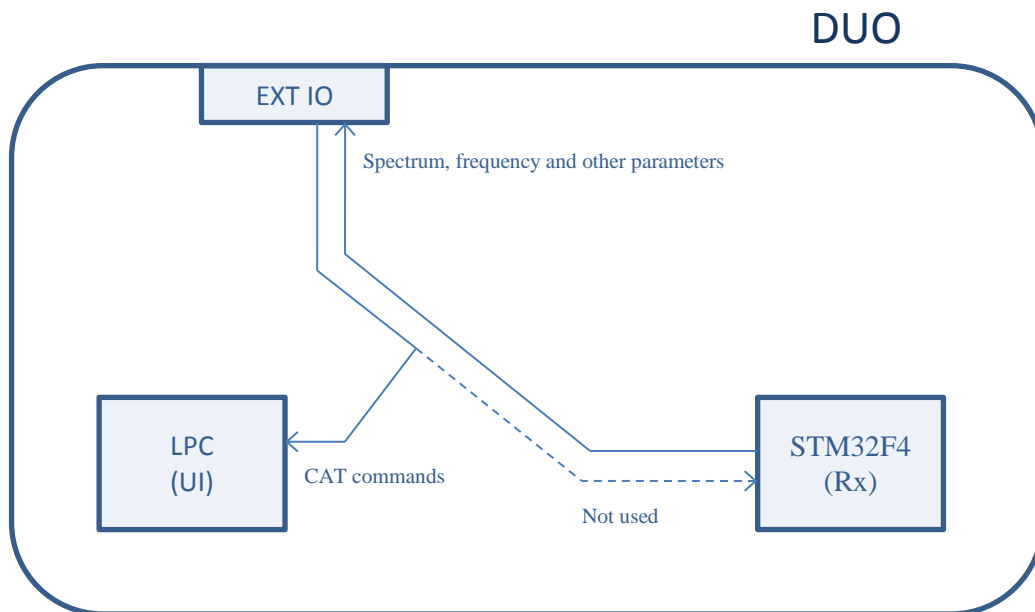 DUO
EXT IO
Spectrum, frequency and other parameters
LPC
(UI)
CAT commands
STM32F4
(Rx)
Not used